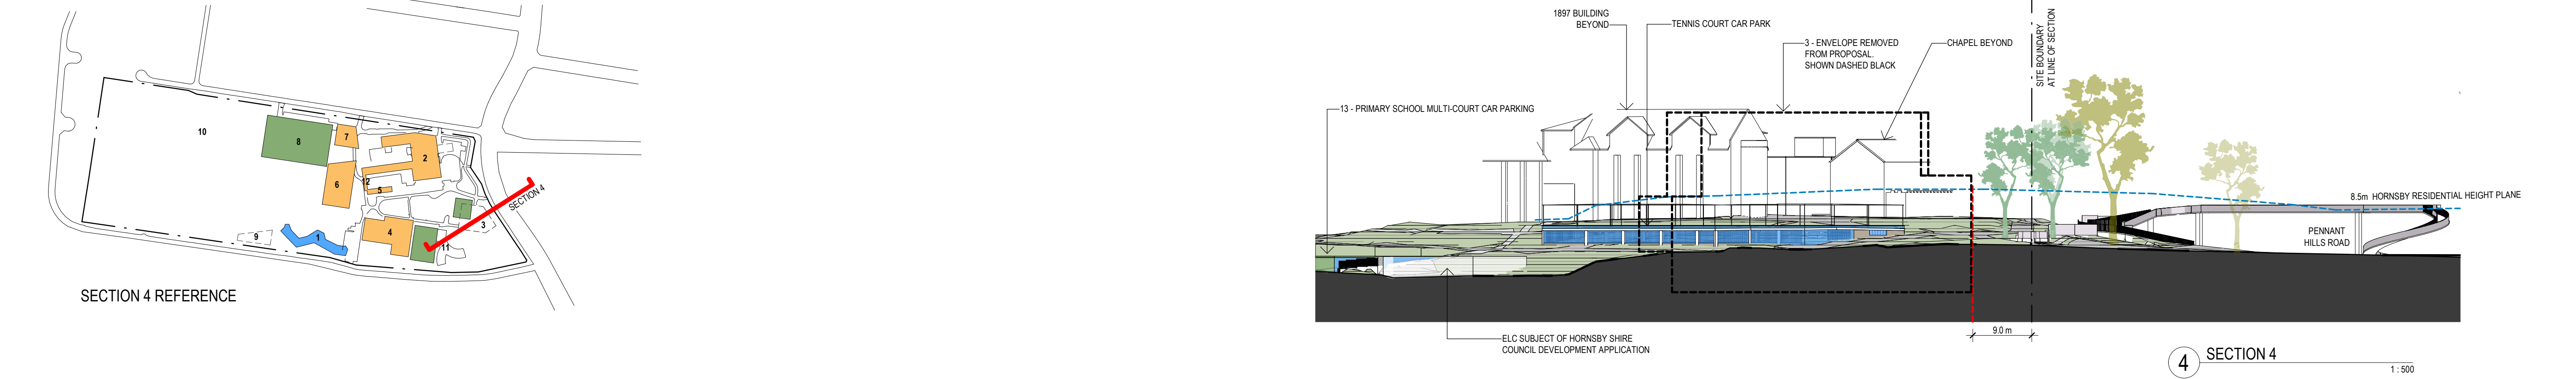 10
8
7
2
6
12
5
3
4
11
1
9
SECTION 4
SECTION 4 REFERENCE
1897 BUILDING
BEYOND
TENNIS COURT CAR PARK
3 - ENVELOPE REMOVED
FROM PROPOSAL.
SHOWN DASHED BLACK
CHAPEL BEYOND
SITE BOUNDARY
AT LINE OF SECTION
13 - PRIMARY SCHOOL MULTI-COURT CAR PARKING
8.5m HORNSBY RESIDENTIAL HEIGHT PLANE
PENNANT
HILLS ROAD
ELC SUBJECT OF HORNSBY SHIRE
COUNCIL DEVELOPMENT APPLICATION
9.0 m
4
SECTION 4
1 : 500